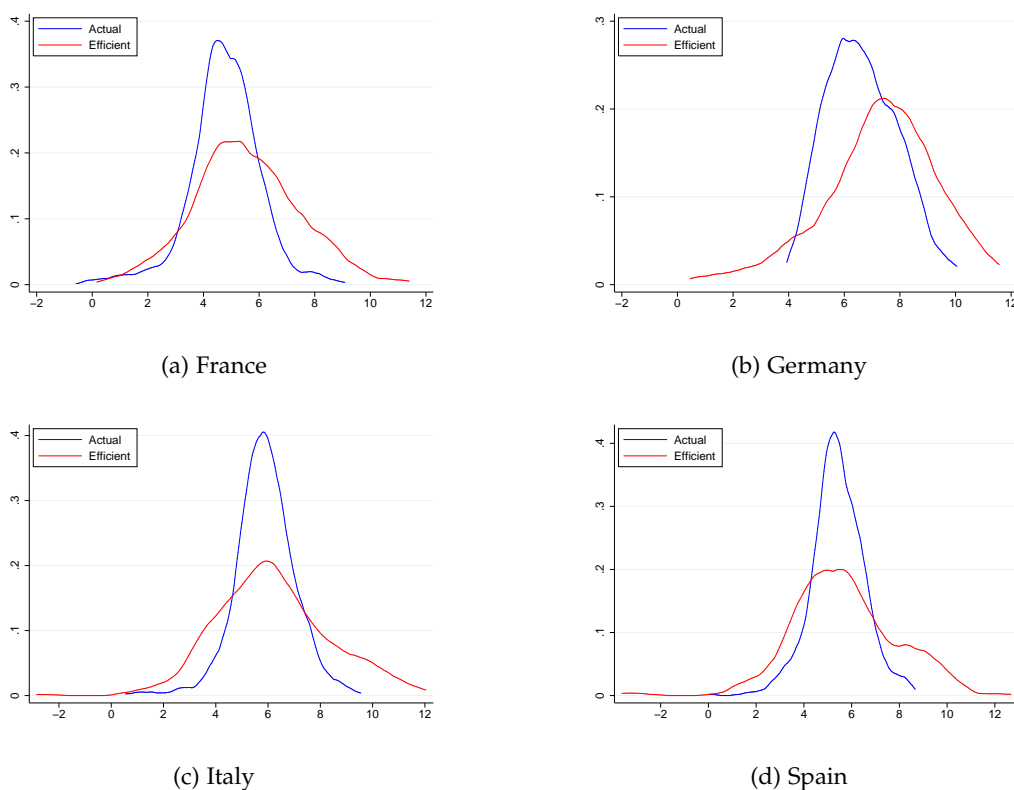 Actual
Efficient
.4
.3
.2
.1
0
−2 0 2 4 6 8 10 12
(a) France
Actual
Efficient
.3
.2
.1
0
−2 0 2 4 6 8 10 12
(b) Germany
Actual
Efficient
.4
.3
.2
.1
0
−2 0 2 4 6 8 10 12
(c) Italy
Actual
Efficient
.4
.3
.2
.1
0
−2 0 2 4 6 8 10 12
(d) Spain